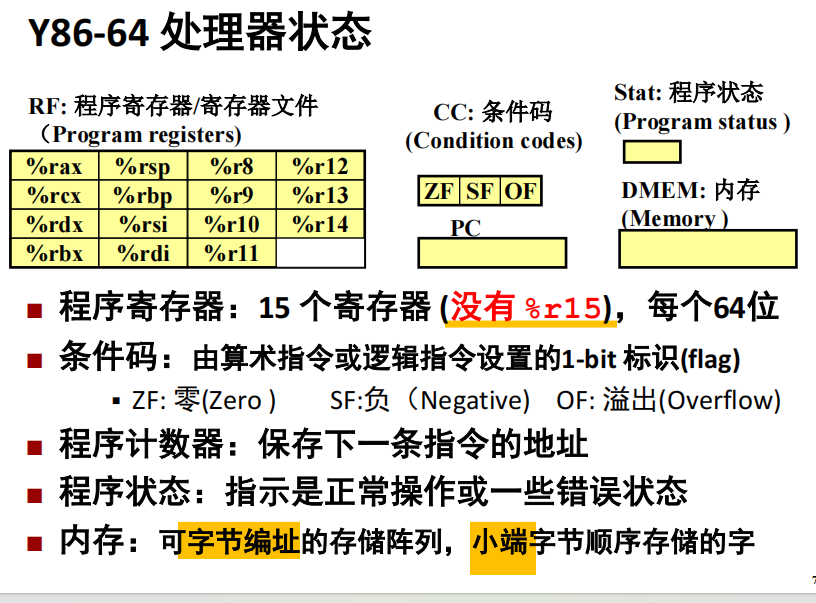 Y86-64 处理器状态
RF: 程序寄存器/寄存器文件
（Program registers)
%rax %rsp %r8 %r12
%rcx %rbp %r9 %r13
%rdx %rsi %r10 %r14
%rbx %rdi %r11
CC: 条件码
(Condition codes)
ZF SF OF
PC
Stat: 程序状态
(Program status )
DMEM: 内存
(Memory )
■ 程序寄存器：15 个寄存器 (没有 %r15)，每个64位
■ 条件码：由算术指令或逻辑指令设置的1-bit 标识(flag)
▪ ZF: 零(Zero ) SF:负（Negative) OF: 溢出(Overflow)
■ 程序计数器：保存下一条指令的地址
■ 程序状态：指示是正常操作或一些错误状态
■ 内存：可字节编址的存储阵列，小端字节顺序存储的字
7